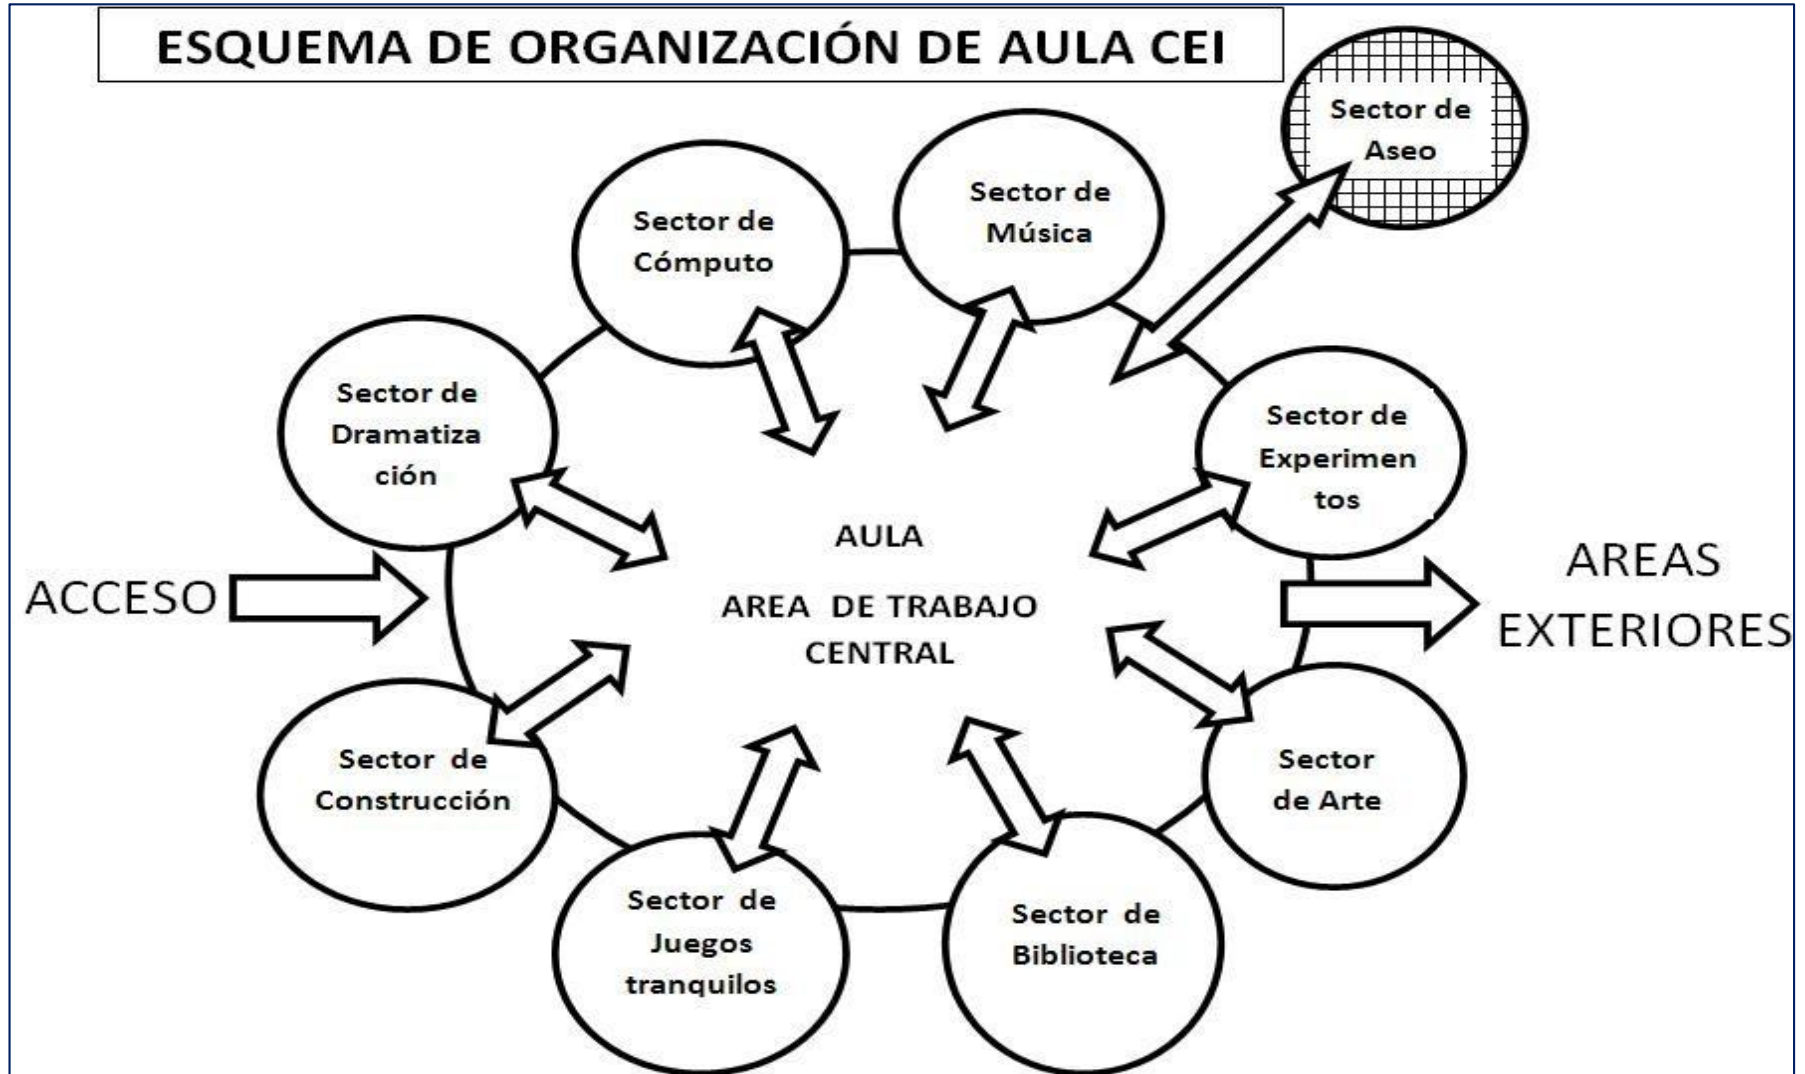 ESQUEMA DE ORGANIZACIÓN DE AULA CEI
Sector de
Aseo
Sector de
Música
Sector de
Cómputo
Sector de
Dramatiza
ción
Sector de
Experimen
tos
AULA
AREA DE TRABAJO
CENTRAL
ACCESO
AREAS
EXTERIORES
Sector de
Construcción
Sector
de Arte
Sector de
Juegos
tranquilos
Sector de
Biblioteca